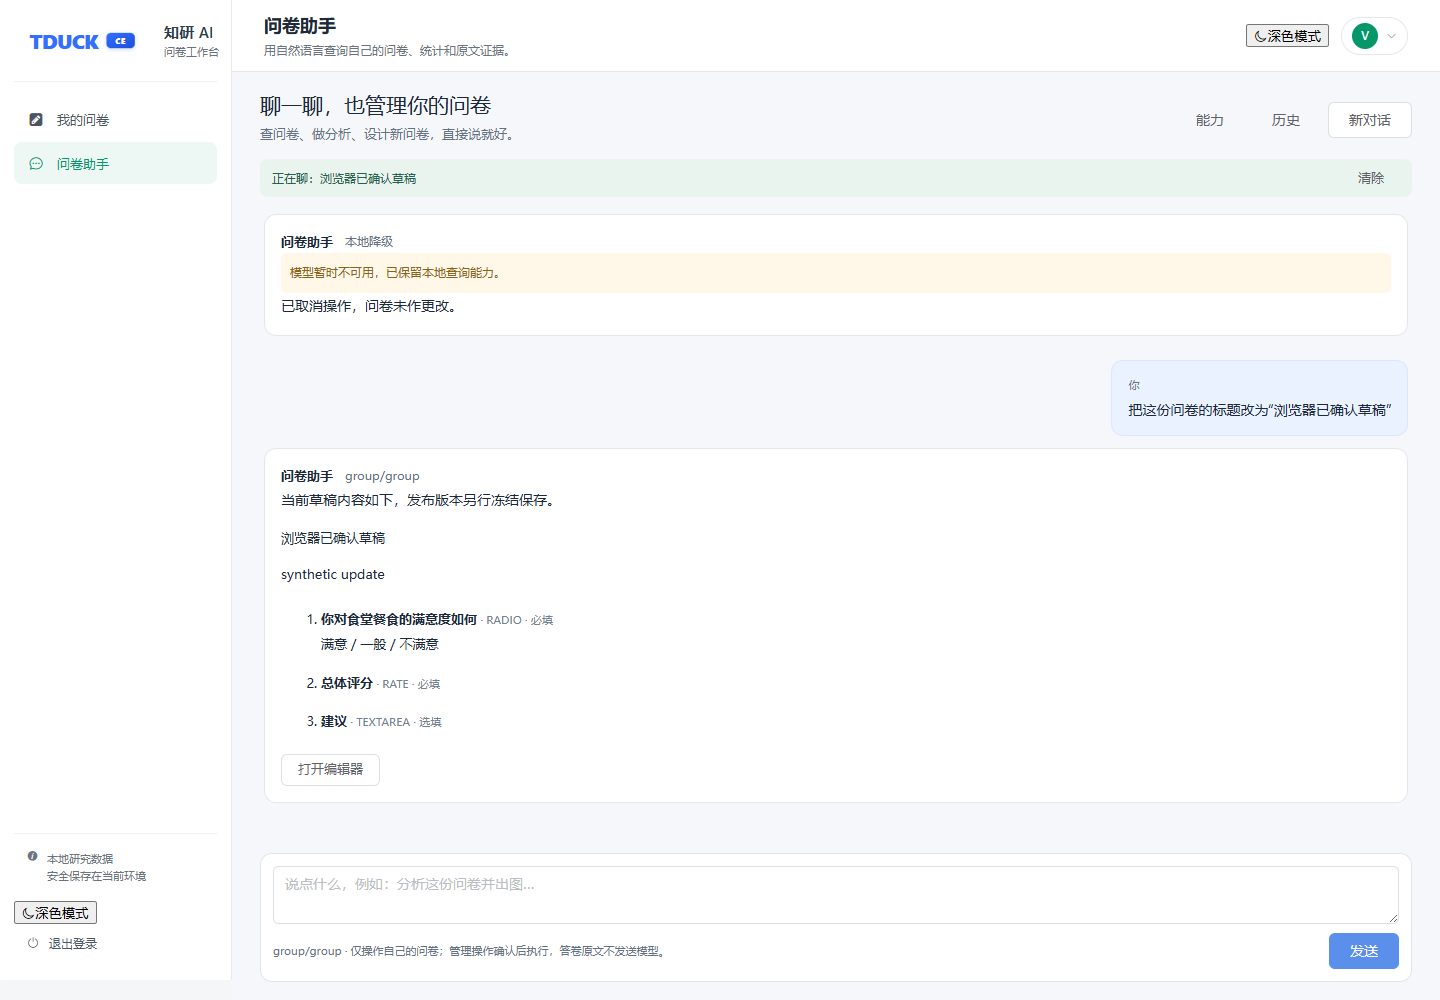 TDUCK CE
知研 AI
问卷工作台
我的问卷
问卷助手
本地研究数据
安全保存在当前环境
深色模式
退出登录
问卷助手
用自然语言查询自己的问卷、统计和原文证据。
深色模式
V
聊一聊，也管理你的问卷
查问卷、做分析、设计新问卷，直接说就好。
能力
历史
新对话
正在聊：浏览器已确认草稿
清除
问卷助手 本地降级
模型暂时不可用，已保留本地查询能力。
已取消操作，问卷未作更改。
你
把这份问卷的标题改为“浏览器已确认草稿”
问卷助手 group/group
当前草稿内容如下，发布版本另行冻结保存。
浏览器已确认草稿
synthetic update
1. 你对食堂餐食的满意度如何 · RADIO · 必填
满意 / 一般 / 不满意
2. 总体评分 · RATE · 必填
3. 建议 · TEXTAREA · 选填
打开编辑器
说点什么，例如：分析这份问卷并出图...
group/group · 仅操作自己的问卷；管理操作确认后执行，答卷原文不发送模型。
发送